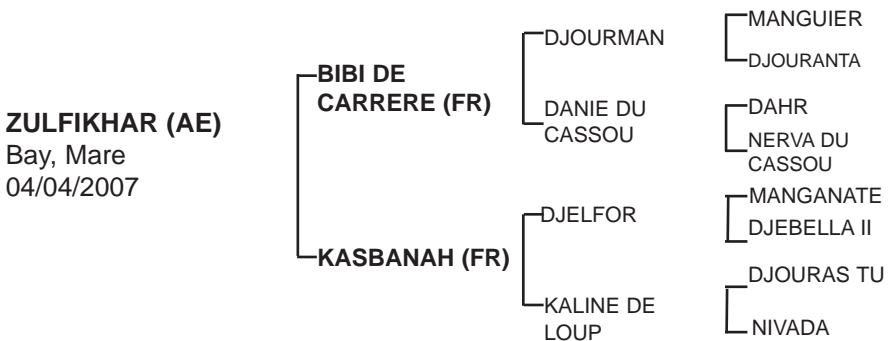 ZULFIKHAR (AE)
Bay, Mare
04/04/2007
BIBI DE
CARRERE (FR)
KASBANAH (FR)
DJOURMAN
DANIE DU
CASSOU
DJELFOR
KALINE DE
LOUP
MANGUIER
DJOURANTA
DAHR
NERVA DU
CASSOU
MANGANATE
DJEBELLA II
DJOURAS TU
NIVADA